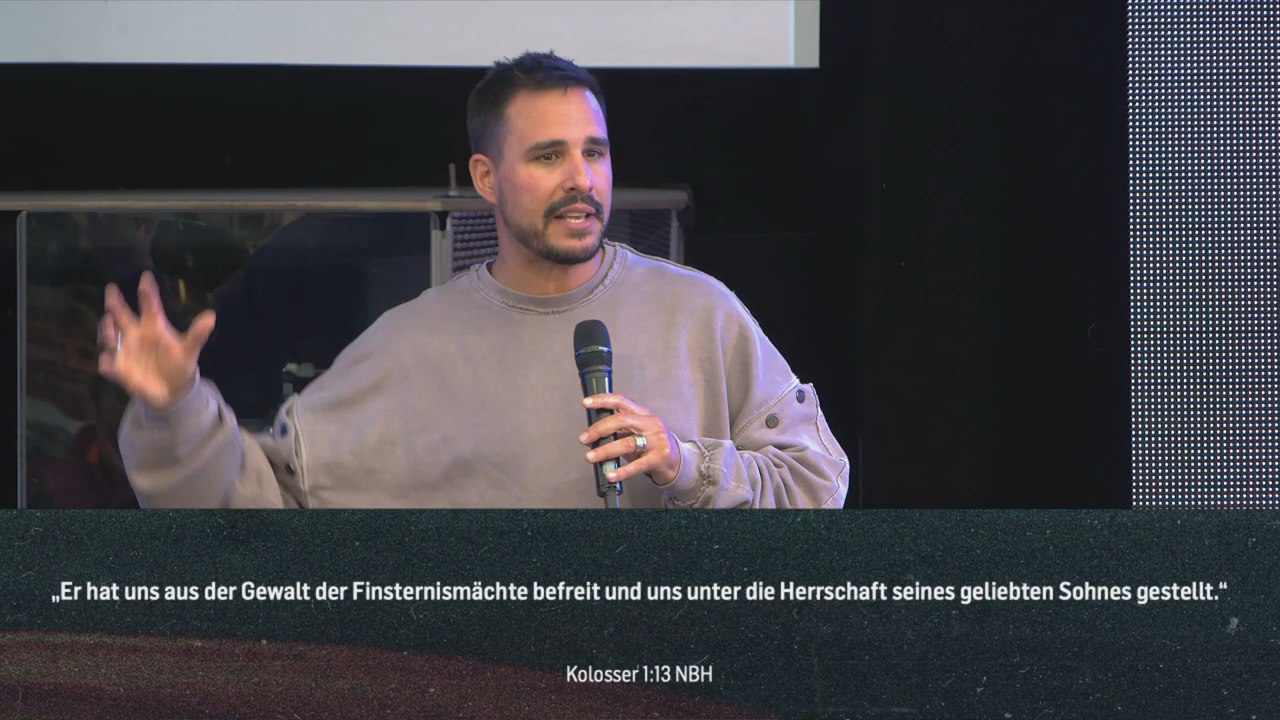 „Er hat uns aus der Gewalt der Finsternismächte befreit und uns unter die Herrschaft seines geliebten Sohnes gestellt.“
Kolosser 1:13 NBH